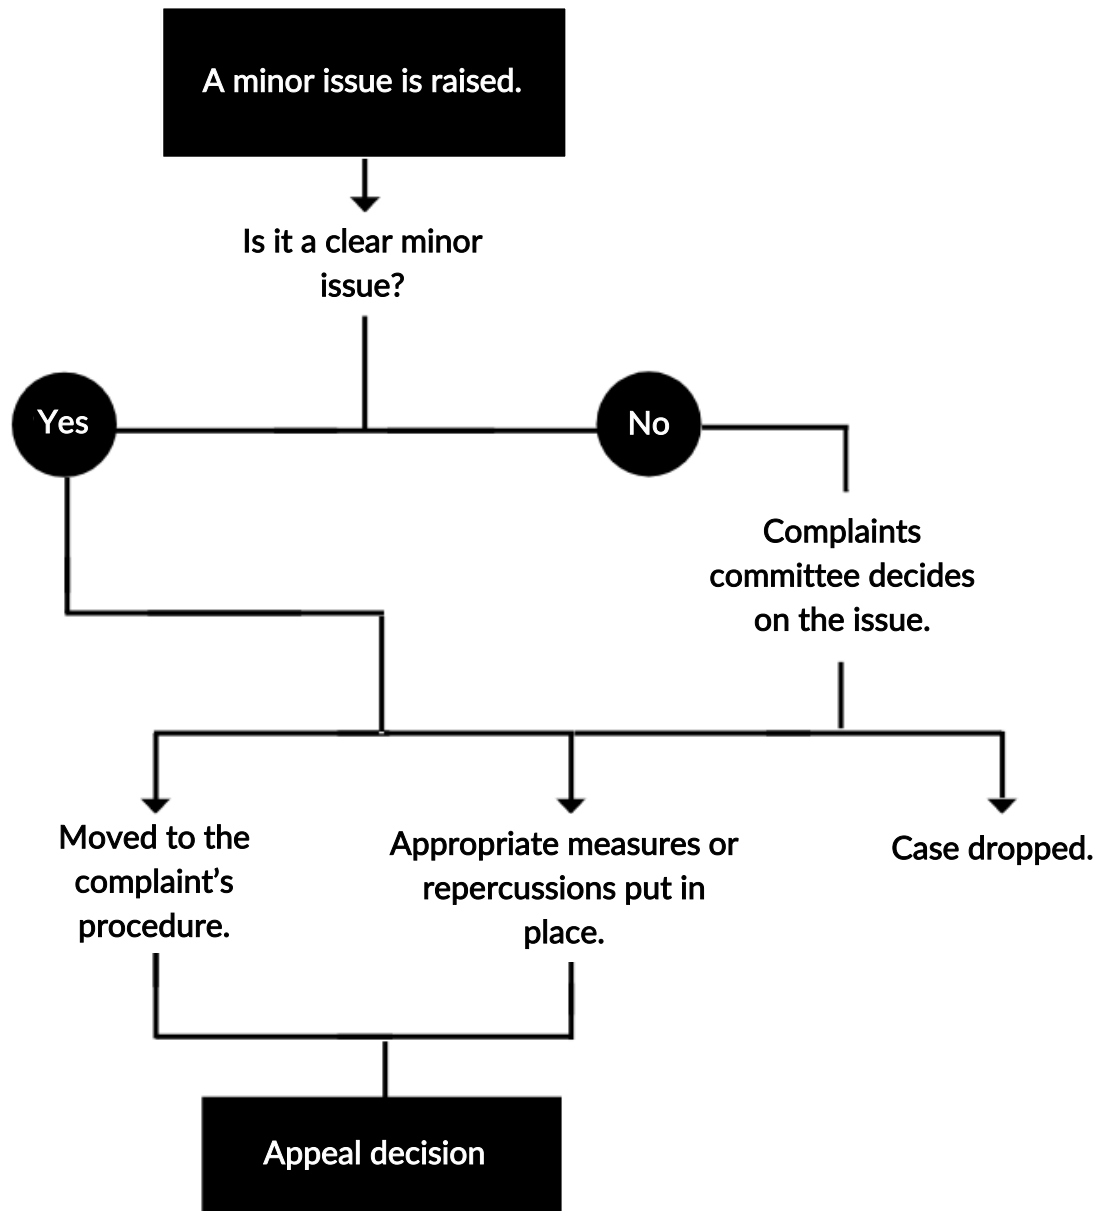 A minor issue is raised.
Is it a clear minor
issue?
Yes
No
Complaints
committee decides
on the issue.
Moved to the
complaint’s
procedure.
Appropriate measures or
repercussions put in
place.
Case dropped.
Appeal decision